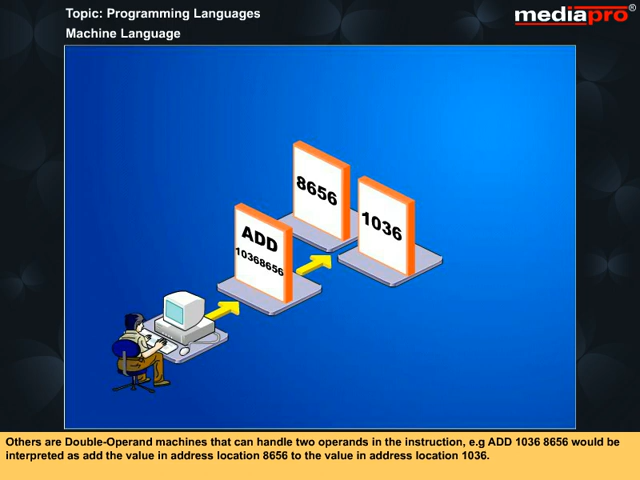 Topic: Programming Languages
Machine Language
mediapro®
8656
1036
ADD
10368656
Others are Double-Operand machines that can handle two operands in the instruction, e.g ADD 1036 8656 would be
interpreted as add the value in address location 8656 to the value in address location 1036.